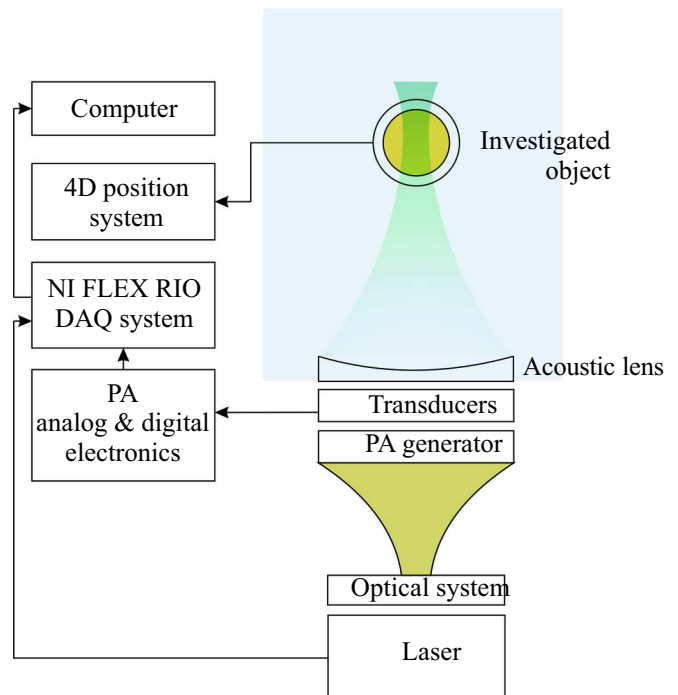 Computer
4D position
system
NI FLEX RIO
DAQ system
PA
analog & digital
electronics
Investigated
object
Acoustic lens
Transducers
PA generator
Optical system
Laser